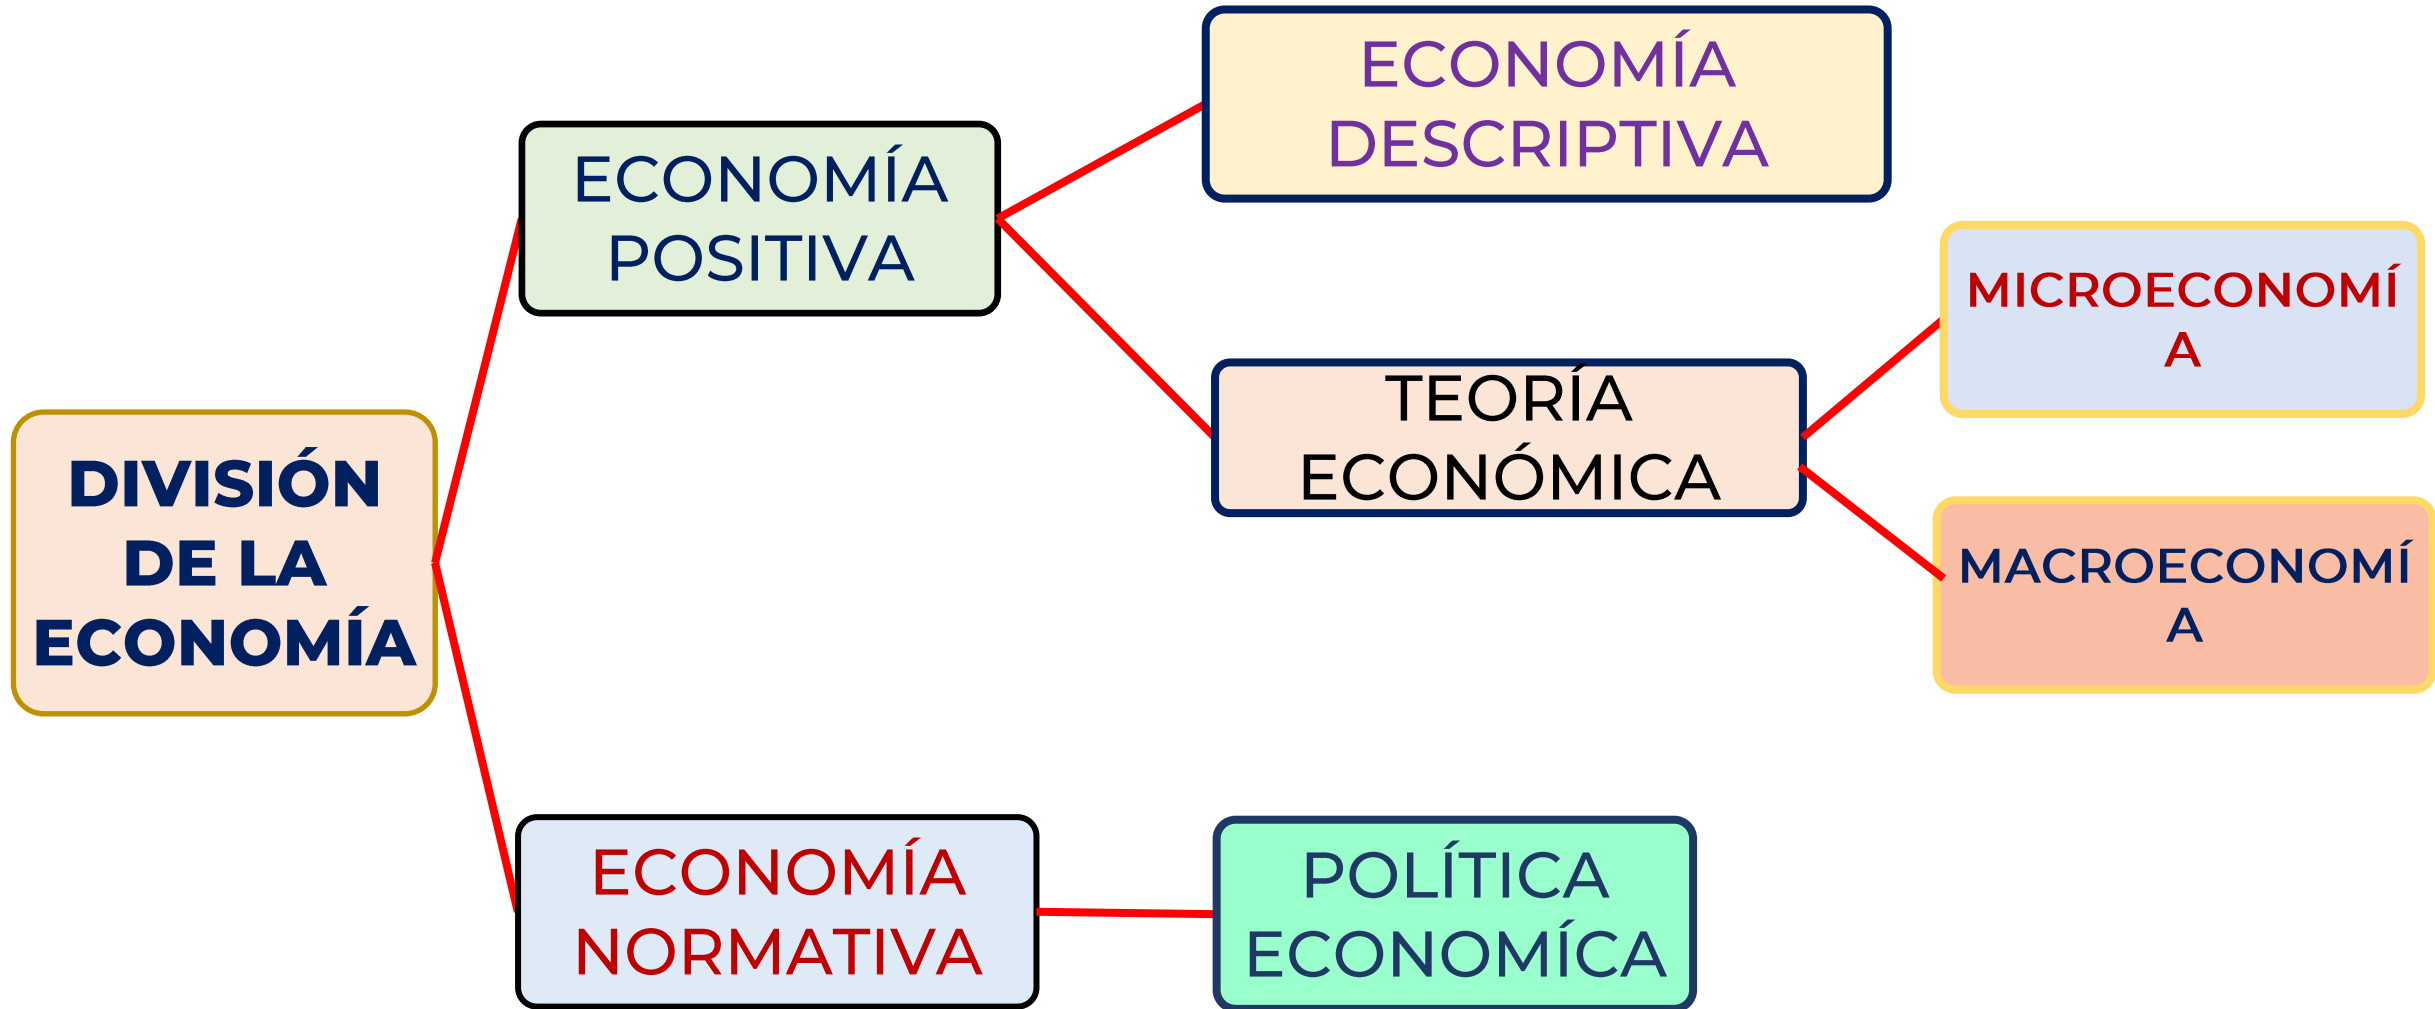 ECONOMÍA
DESCRIPTIVA
ECONOMÍA
POSITIVA
MICROECONOMÍ
A
TEORÍA
ECONÓMICA
DIVISIÓN
DE LA
ECONOMÍA
MACROECONOMÍ
A
ECONOMÍA
NORMATIVA
POLÍTICA
ECONOMÍCA